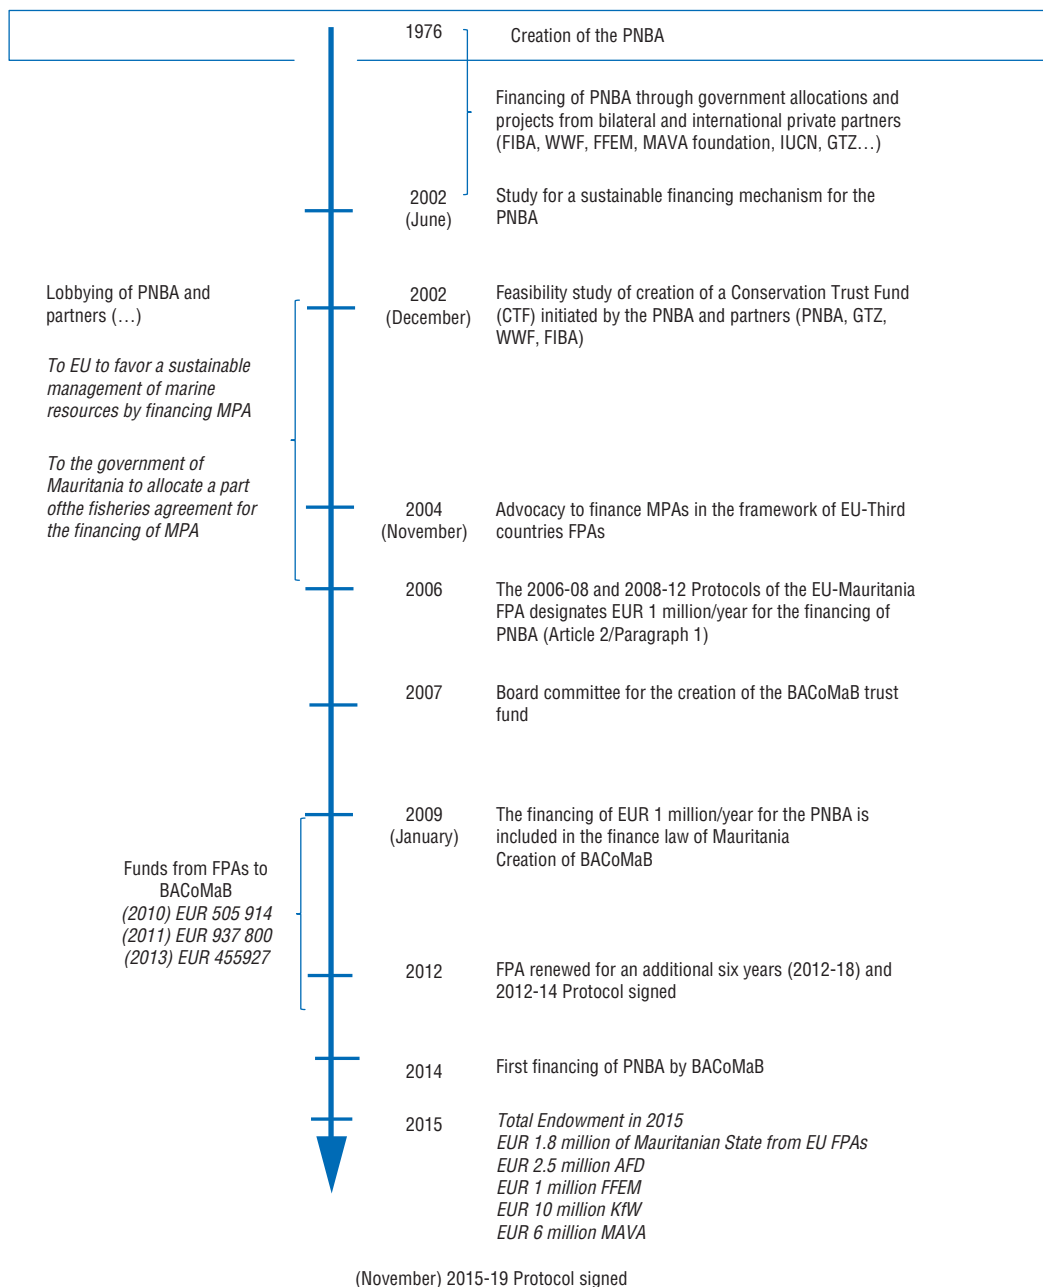 1976
Creation of the PNBA
Financing of PNBA through government allocations and
projects from bilateral and international private partners
(FIBA, WWF, FFEM, MAVA foundation, IUCN, GTZ…)
2002
(June)
Study for a sustainable financing mechanism for the
PNBA
Lobbying of PNBA and
partners (…)
To EU to favor a sustainable
management of marine
resources by financing MPA
To the government of
Mauritania to allocate a part
ofthe fisheries agreement for
the financing of MPA
2002
(December)
Feasibility study of creation of a Conservation Trust Fund
(CTF) initiated by the PNBA and partners (PNBA, GTZ,
WWF, FIBA)
2004
(November)
Advocacy to finance MPAs in the framework of EU-Third
countries FPAs
2006
The 2006-08 and 2008-12 Protocols of the EU-Mauritania
FPA designates EUR 1 million/year for the financing of
PNBA (Article 2/Paragraph 1)
2007
Board committee for the creation of the BACoMaB trust
fund
2009
(January)
The financing of EUR 1 million/year for the PNBA is
included in the finance law of Mauritania
Creation of BACoMaB
Funds from FPAs to
BACoMaB
(2010) EUR 505 914
(2011) EUR 937 800
(2013) EUR 455927
2012
FPA renewed for an additional six years (2012-18) and
2012-14 Protocol signed
2014
First financing of PNBA by BACoMaB
2015
Total Endowment in 2015
EUR 1.8 million of Mauritanian State from EU FPAs
EUR 2.5 million AFD
EUR 1 million FFEM
EUR 10 million KfW
EUR 6 million MAVA
(November) 2015-19 Protocol signed